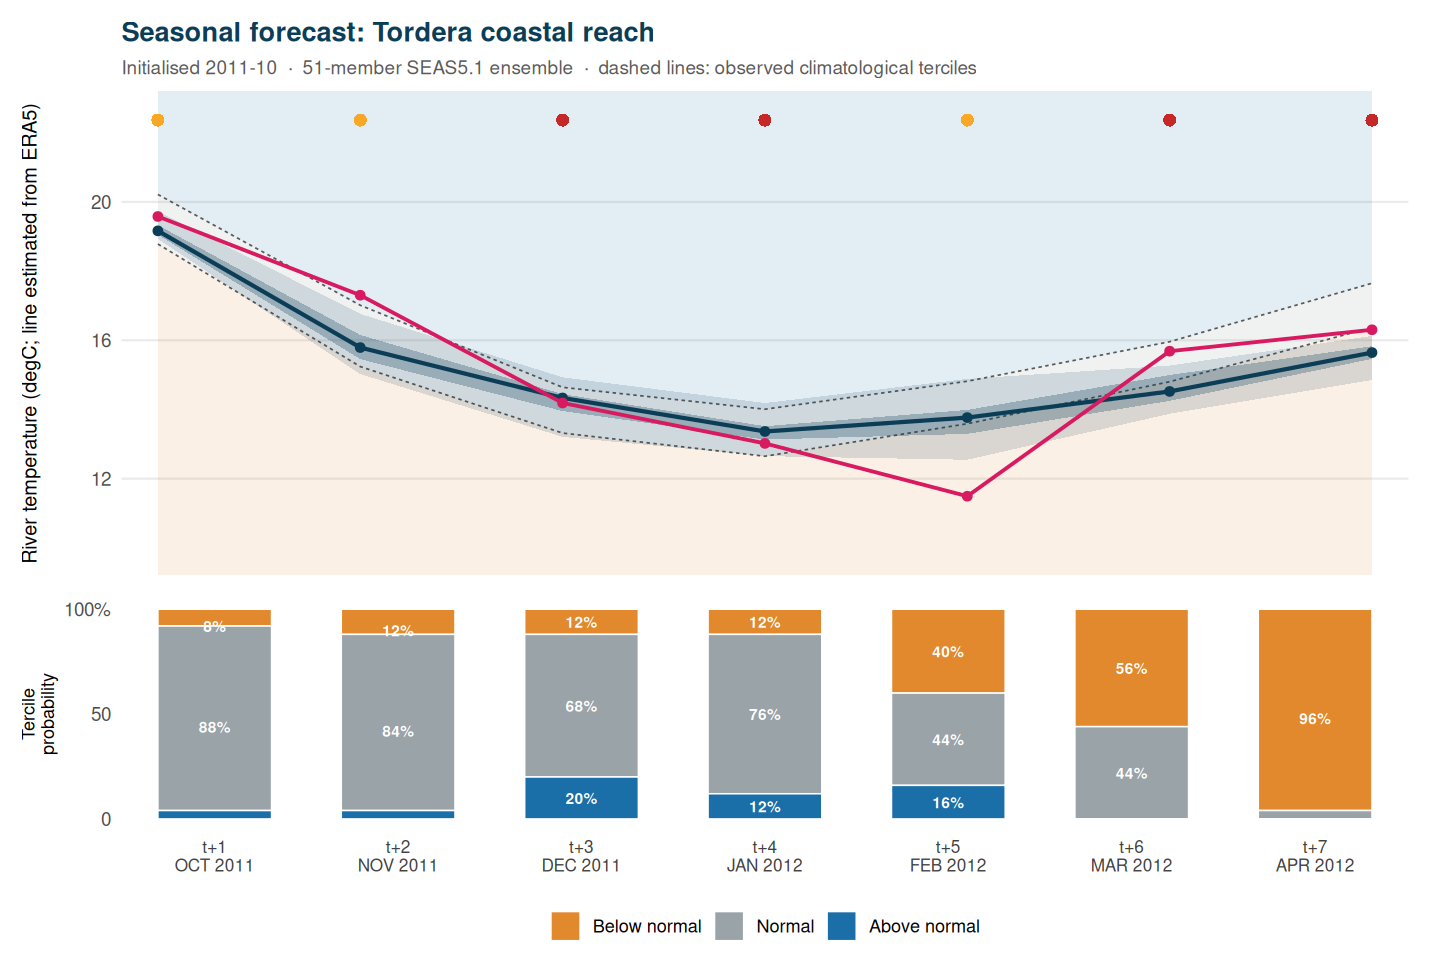 Seasonal forecast: Tordera coastal reach
Initialised 2011-10 · 51-member SEAS5.1 ensemble · dashed lines: observed climatological terciles
River temperature (degC; line estimated from ERA5)
20
16
12
Tercile
probability
100%
50
0
8%
88%
12%
84%
12%
68%
20%
12%
76%
12%
40%
44%
16%
56%
44%
96%
t+1
OCT 2011
t+2
NOV 2011
t+3
DEC 2011
t+4
JAN 2012
t+5
FEB 2012
t+6
MAR 2012
t+7
APR 2012
Below normal
Normal
Above normal